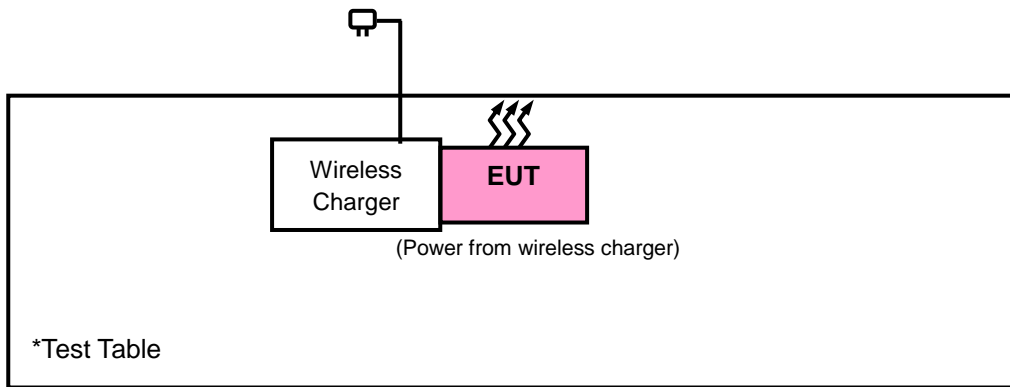 Wireless
Charger
EUT
(Power from wireless charger)
*Test Table